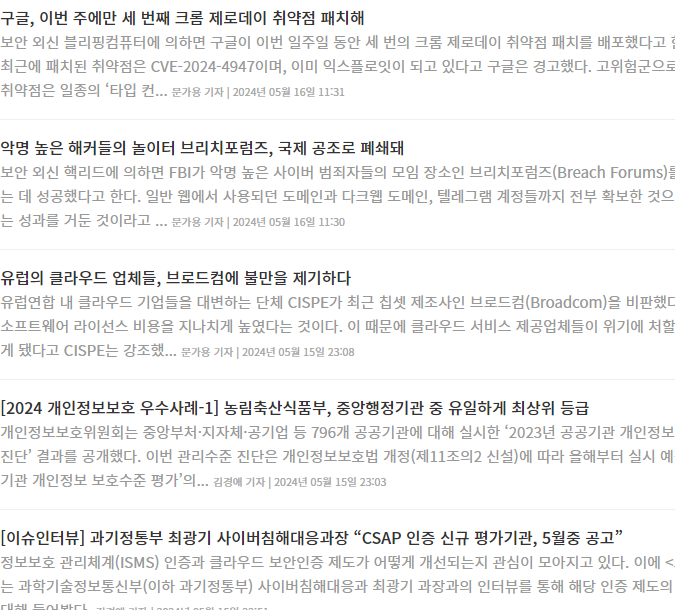 구글, 이번 주에만 세 번째 크롬 제로데이 취약점 패치해
보안 외신 블리핑컴퓨터에 의하면 구글이 이번 일주일 동안 세 번의 크롬 제로데이 취약점 패치를 배포했다고
최근에 패치된 취약점은 CVE-2024-4947이며, 이미 익스플로잇이 되고 있다고 구글은 경고했다. 고위험군으로
취약점은 일종의 ‘타입 컨... 문가용 기자 | 2024년 05월 16일 11:31
악명 높은 해커들의 놀이터 브리치포럼즈, 국제 공조로 폐쇄돼
보안 외신 핵리드에 의하면 FBI가 악명 높은 사이버 범죄자들의 모임 장소인 브리치포럼즈(Breach Forums)를
는 데 성공했다고 한다. 일반 웹에서 사용되던 도메인과 다크웹 도메인, 텔레그램 계정들까지 전부 확보한 것으
는 성과를 거둔 것이라고 ... 문가용 기자 | 2024년 05월 16일 11:30
유럽의 클라우드 업체들, 브로드컴에 불만을 제기하다
유럽연합 내 클라우드 기업들을 대변하는 단체 CISPE가 최근 칩셋 제조사인 브로드컴(Broadcom)을 비판했다
소프트웨어 라이선스 비용을 지나치게 높였다는 것이다. 이 때문에 클라우드 서비스 제공업체들이 위기에 처할
게 됐다고 CISPE는 강조했... 문가용 기자 | 2024년 05월 15일 23:08
[2024 개인정보보호 우수사례-1] 농림축산식품부, 중앙행정기관 중 유일하게 최상위 등급
개인정보보호위원회는 중앙부처·지자체·공기업 등 796개 공공기관에 대해 실시한 ‘2023년 공공기관 개인정보
진단’ 결과를 공개했다. 이번 관리수준 진단은 개인정보보호법 개정(제11조의2 신설)에 따라 올해부터 실시 예
기관 개인정보 보호수준 평가’의... 김경애 기자 | 2024년 05월 15일 23:03
[이슈인터뷰] 과기정통부 최광기 사이버침해대응과장 “CSAP 인증 신규 평가기관, 5월중 공고”
정보보호 관리체계(ISMS) 인증과 클라우드 보안인증 제도가 어떻게 개선되는지 관심이 모아지고 있다. 이에 <
는 과학기술정보통신부(이하 과기정통부) 사이버침해대응과 최광기 과장과의 인터뷰를 통해 해당 인증 제도의